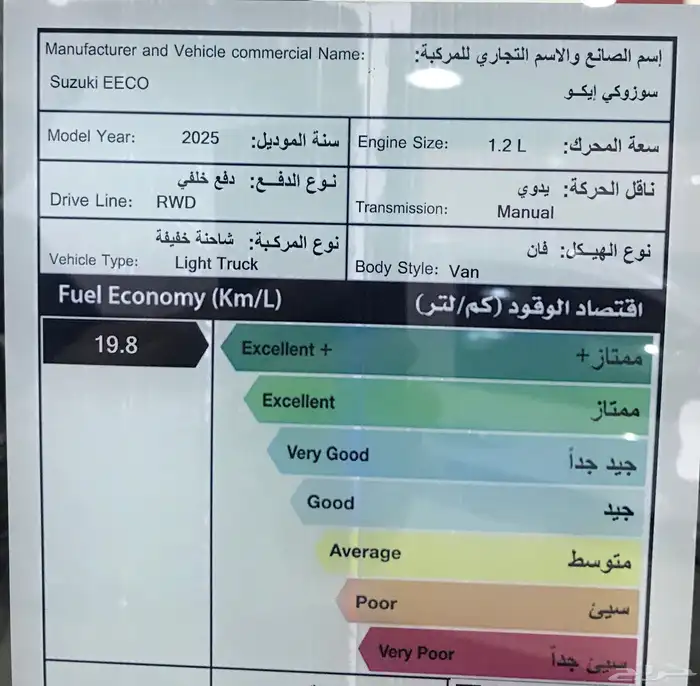 Manufacturer and Vehicle commercial Name: إسم الصانع والاسم التجاري للمركبة:
Suzuki EECO سوزوكي إيكو
Model Year: 2025 سنة الموديل:
Engine Size: 1.2 L سعة المحرك:
نوع الدفع: دفع خلفي
Drive Line: RWD
ناقل الحركة: يدوي
Transmission: Manual
نوع المركبة: شاحنة خفيفة
Vehicle Type: Light Truck
نوع الهيكل: فان
Body Style: Van
Fuel Economy (Km/L) اقتصاد الوقود (كم/لتر)
19.8
Excellent + ممتاز+
Excellent ممتاز
Very Good جيد جداً
Good جيد
Average متوسط
Poor سيئ
Very Poor سيئ جداً
حراج